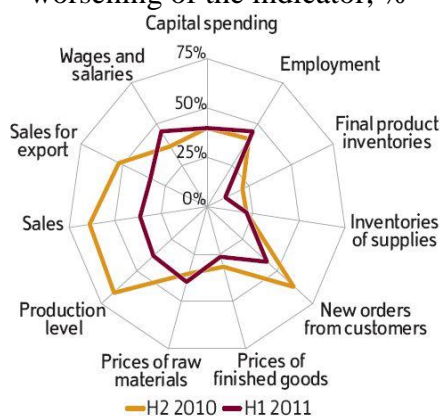 worsening of the indicator, %
Capital spending
75%
Wages and
salaries
Employment
50%
Sales for
export
Final product
inventories
25%
0%
Sales
Inventories
of supplies
Production
level
New orders
from customers
Prices of raw
materials
Prices of
finished goods
H2 2010 H1 2011